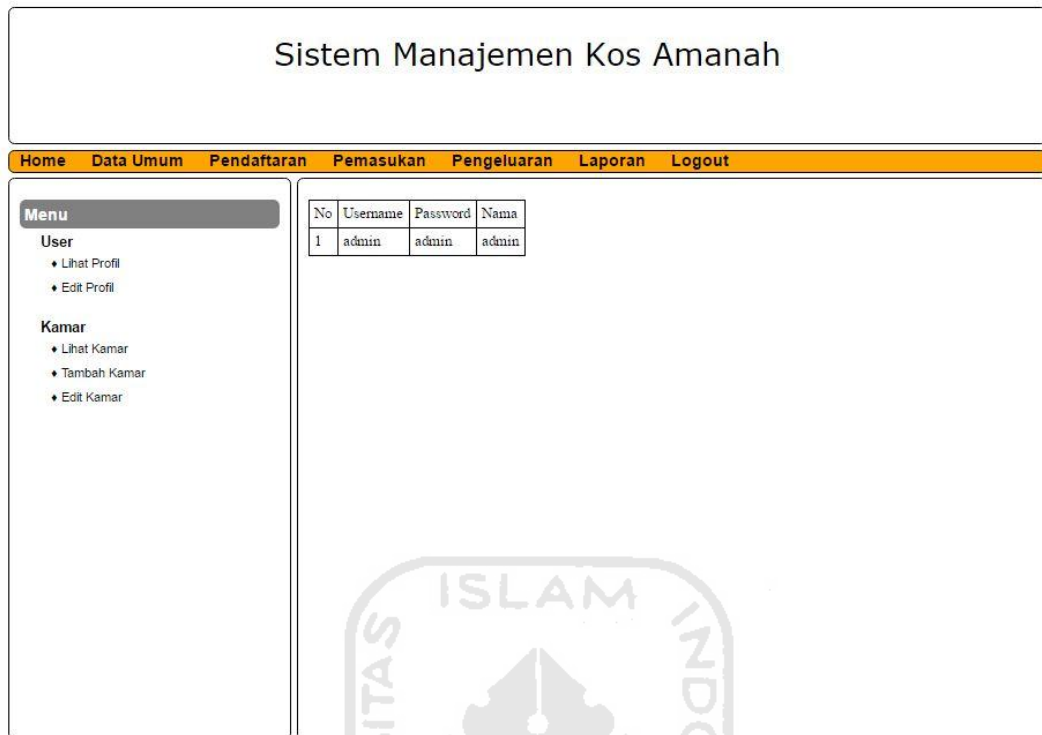 Sistem Manajemen Kos Amanah
Home Data Umum Pendaftaran Pemasukan Pengeluaran Laporan Logout
Menu
User
♦ Lihat Profil
♦ Edit Profil
Kamar
♦ Lihat Kamar
♦ Tambah Kamar
♦ Edit Kamar
No Username Password Nama
1 admin admin admin
ISLAM